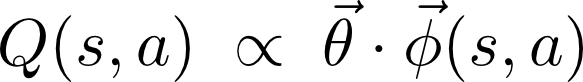 Q(s, a) ∝ θ⃗ · ϕ⃗(s, a)